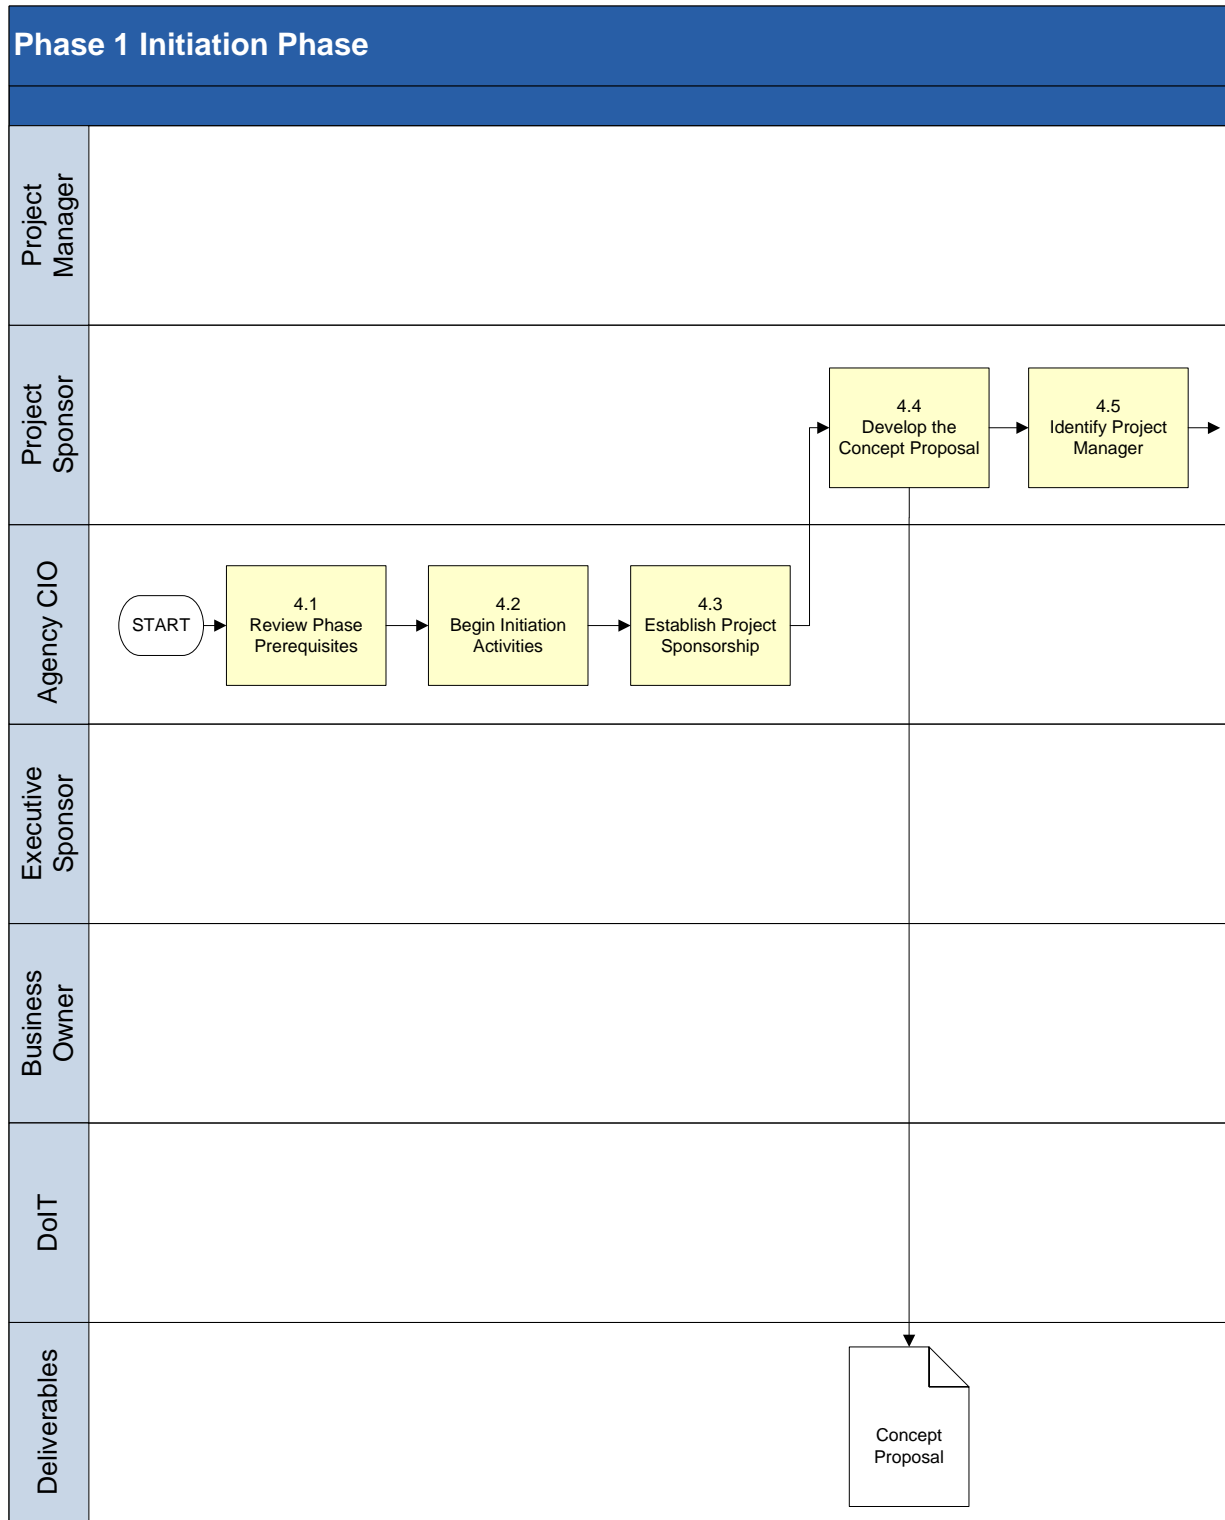 Phase 1 Initiation Phase
Project
Manager
Project
Sponsor
4.4
Develop the
Concept Proposal
4.5
Identify Project
Manager
Agency CIO
START
4.1
Review Phase
Prerequisites
4.2
Begin Initiation
Activities
4.3
Establish Project
Sponsorship
Executive
Sponsor
Business
Owner
DoIT
Deliverables
Concept
Proposal